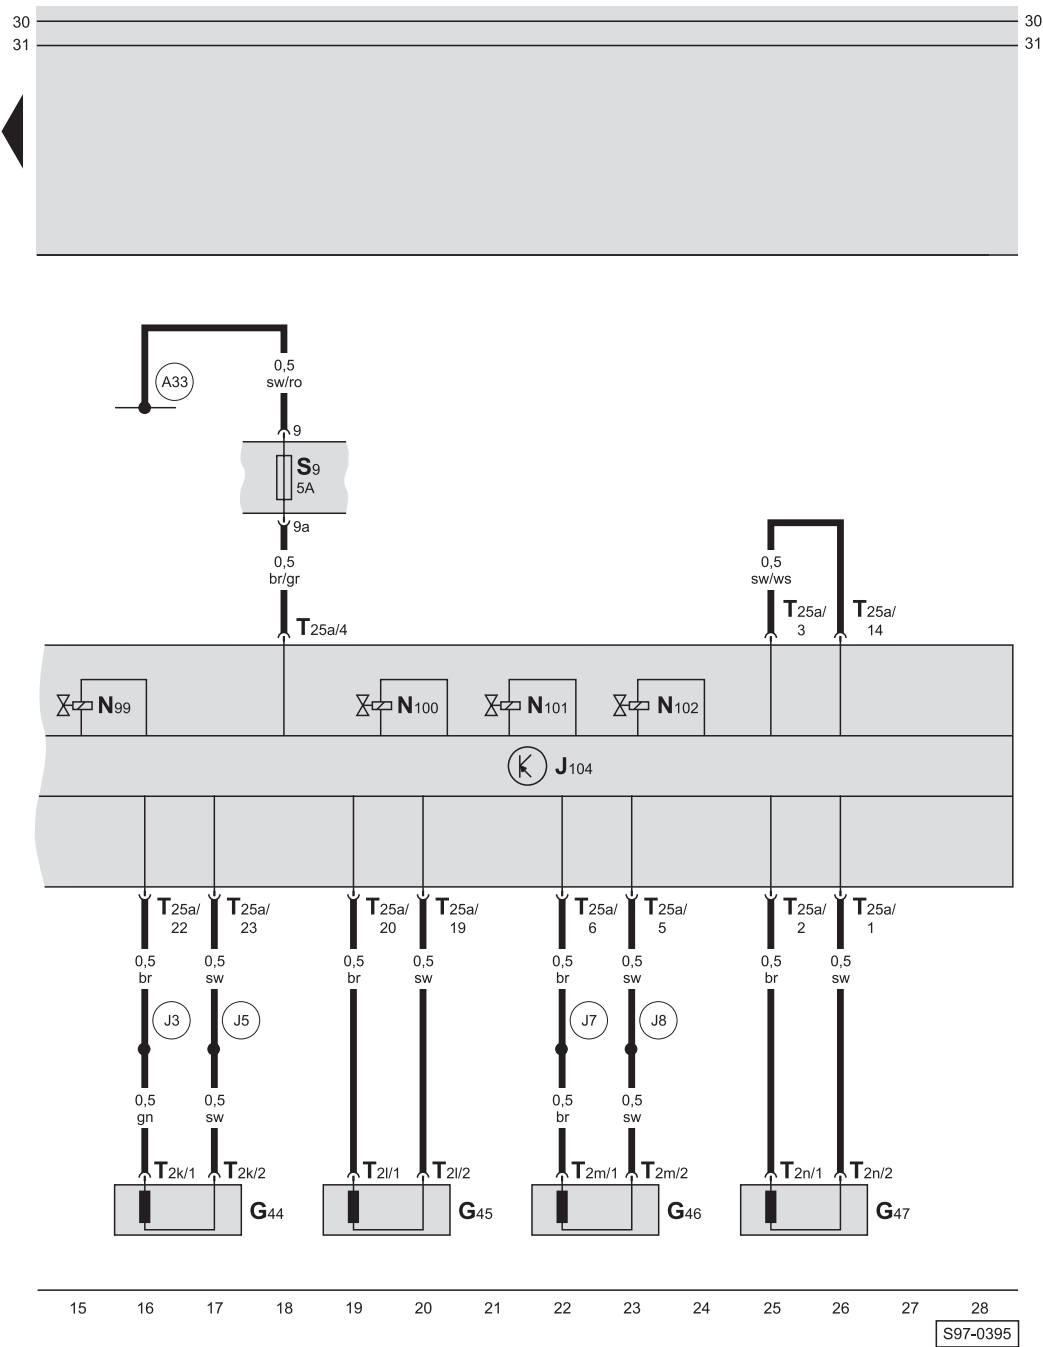 30 30
31 31
A33
0,5
sw/ro
9
S9
5A
9a
0,5
br/gr
0,5
sw/ws
T25a/4
T25a/ T25a/
3 14
N99 N100 N101 N102
J104
T25a/ T25a/ T25a/ T25a/ T25a/ T25a/ T25a/ T25a/
22 23 20 19 6 5 2 1
0,5 0,5 0,5 0,5 0,5 0,5 0,5 0,5
br sw br sw br sw br sw
J3 J5 J7 J8
0,5 0,5 0,5 0,5
gn sw br sw
T2k/1 T2k/2 T2l/1 T2l/2 T2m/1 T2m/2 T2n/1 T2n/2
G44 G45 G46 G47
15 16 17 18 19 20 21 22 23 24 25 26 27 28
S97-0395